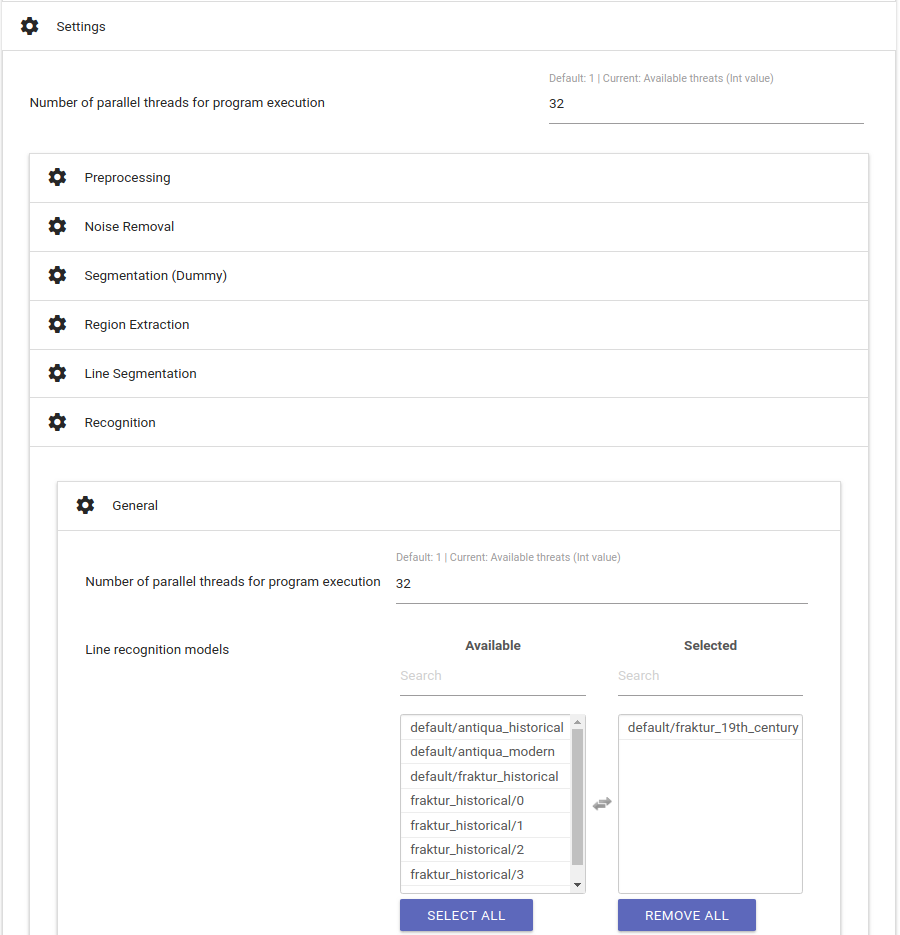 Settings
Default: 1 | Current: Available threats (Int value)
Number of parallel threads for program execution
32
Preprocessing
Noise Removal
Segmentation (Dummy)
Region Extraction
Line Segmentation
Recognition
General
Default: 1 | Current: Available threats (Int value)
Number of parallel threads for program execution
32
Line recognition models
Available
Selected
Search
Search
default/antiqua_historical
default/antiqua_modern
default/fraktur_historical
fraktur_historical/0
fraktur_historical/1
fraktur_historical/2
fraktur_historical/3
default/fraktur_19th_century
SELECT ALL
REMOVE ALL